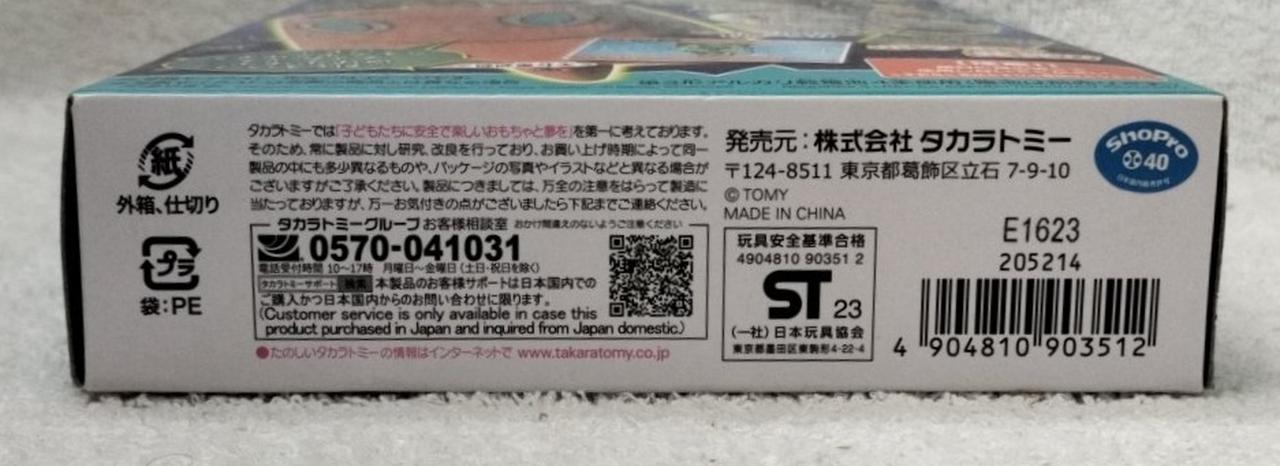 紙
外箱、仕切り
プラ
袋：PE
タカラトミーでは「子どもたちに安全で楽しいおもちゃと夢を」を第一に考えております。
そのため、常に製品に対し研究、改良を行っており、お買い上げ時期によって同一
製品の中にも多少異なるものや、パッケージの写真やイラストなどと異なる場合が
ございますがご了承ください。製品につきましては、万全の注意をはらって製造に
当たっておりますが、万一お気付きの点がございましたら下記までご連絡ください。
タカラトミーグループ お客様相談室 おかけ間違えのないようご注意ください
0570-041031
電話受付時間 10〜17時 月曜日〜金曜日（土日・祝日を除く）
タカラトミーサポート 検索 本製品のお客様サポートは日本国内での
ご購入かつ日本国内からのお問い合わせに限ります。
(Customer service is only available in case this
product purchased in Japan and inquired from Japan domestic.)
●たのしいタカラトミーの情報はインターネットで www.takaratomy.co.jp
発売元：株式会社 タカラトミー
〒124-8511 東京都葛飾区立石 7-9-10
© TOMY
MADE IN CHINA
玩具安全基準合格
4904810 90351 2
ST 23
(一社) 日本玩具協会
東京都墨田区東駒形4-22-4
ShoPro
40
日本国内販売許可
E1623
205214
4 904810 903512